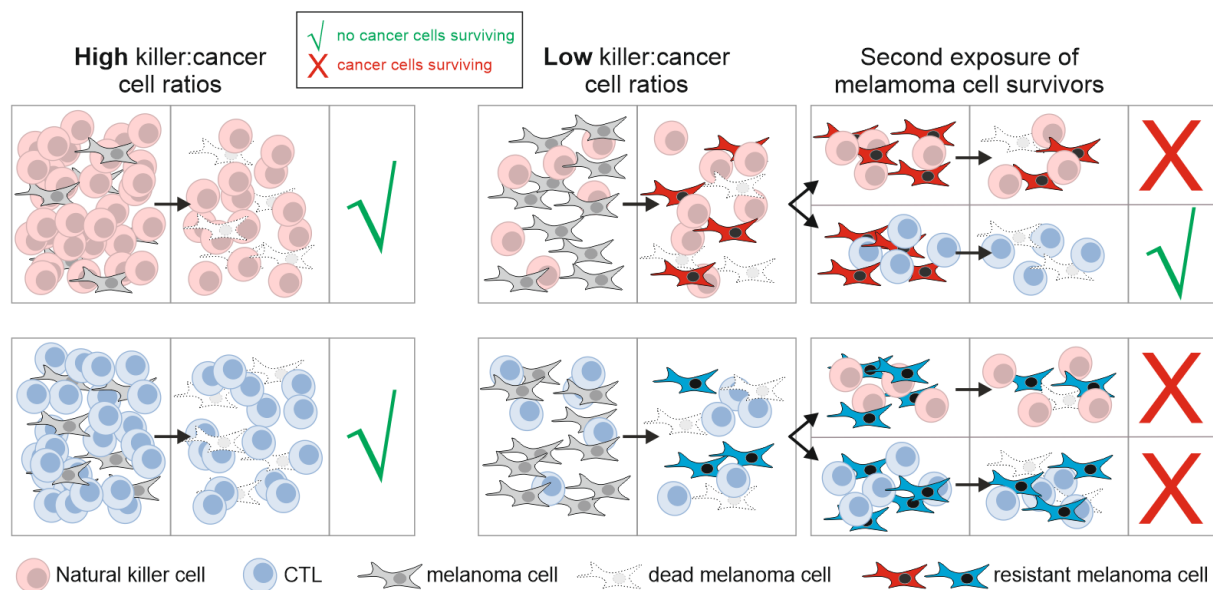 √ no cancer cells surviving
X cancer cells surviving
High killer:cancer
cell ratios
Low killer:cancer
cell ratios
Second exposure of
melamoma cell survivors
Natural killer cell
CTL
melanoma cell
dead melanoma cell
resistant melanoma cell